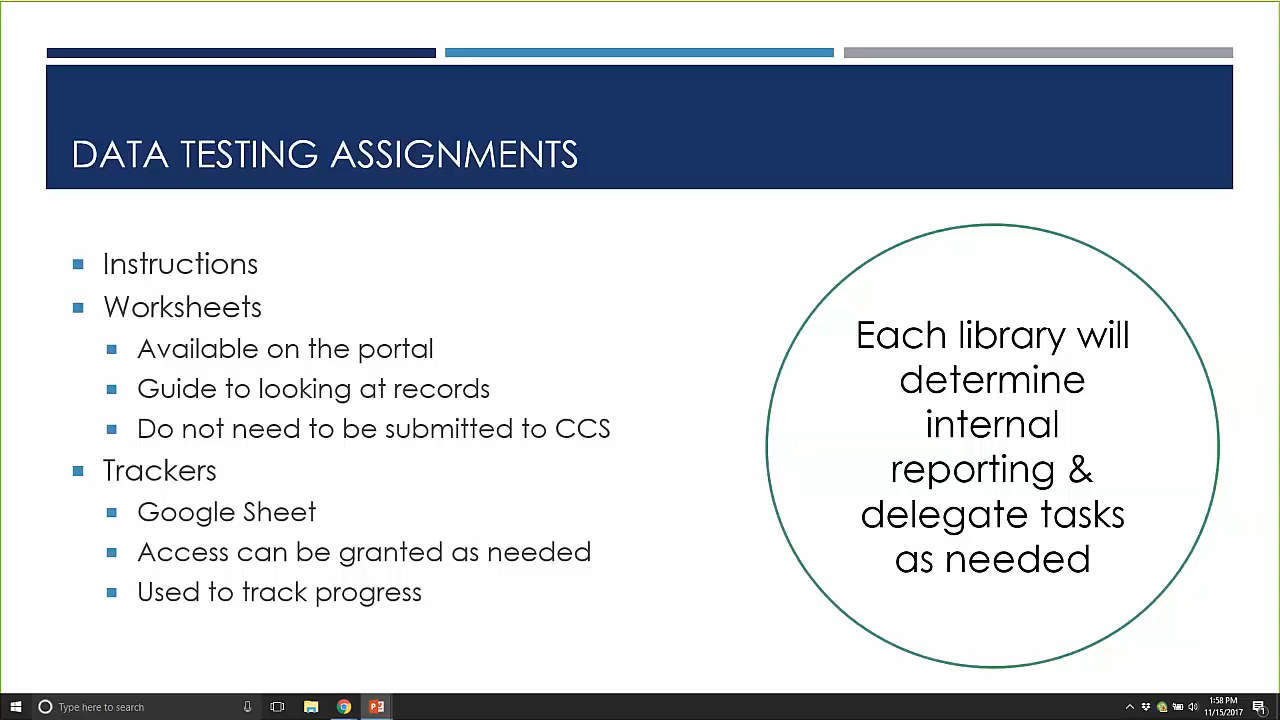 DATA TESTING ASSIGNMENTS
Instructions
Worksheets
Available on the portal
Guide to looking at records
Do not need to be submitted to CCS
Trackers
Google Sheet
Access can be granted as needed
Used to track progress
Each library will
determine
internal
reporting &
delegate tasks
as needed
Type here to search
1:58 PM
11/15/2017